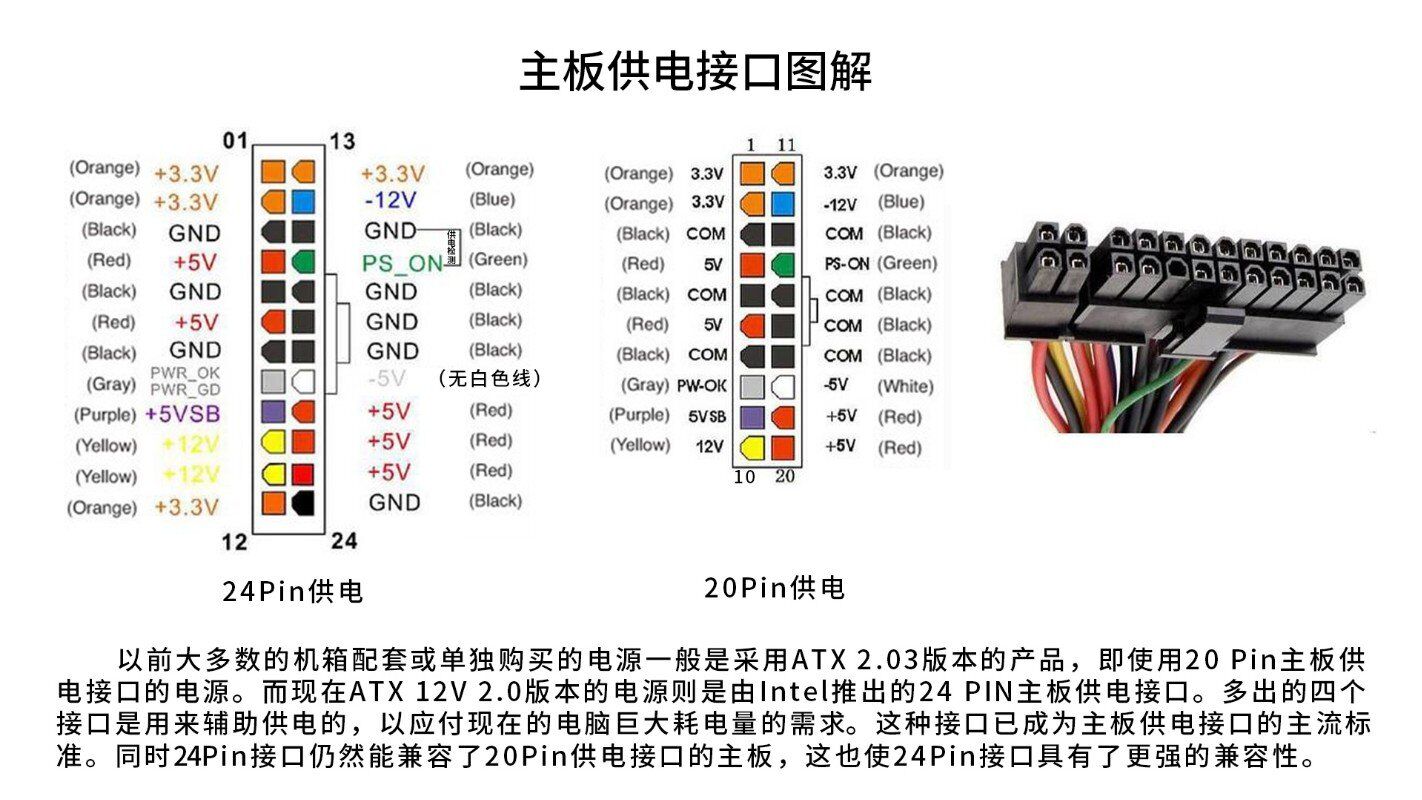 主板供电接口图解
01 13
(Orange) +3.3V +3.3V (Orange)
(Orange) +3.3V -12V (Blue)
(Black) GND GND (Black)
供电检测
(Red) +5V PS_ON (Green)
(Black) GND GND (Black)
(Red) +5V GND (Black)
(Black) GND GND (Black)
(Gray) PWR_OK PWR_GD -5V (无白色线)
(Purple) +5VSB +5V (Red)
(Yellow) +12V +5V (Red)
(Yellow) +12V +5V (Red)
(Orange) +3.3V GND (Black)
12 24
24Pin供电
1 11
(Orange) 3.3V 3.3V (Orange)
(Orange) 3.3V -12V (Blue)
(Black) COM COM (Black)
(Red) 5V PS-ON (Green)
(Black) COM COM (Black)
(Red) 5V COM (Black)
(Black) COM COM (Black)
(Gray) PW-OK -5V (White)
(Purple) 5VSB +5V (Red)
(Yellow) 12V +5V (Red)
10 20
20Pin供电
以前大多数的机箱配套或单独购买的电源一般是采用ATX 2.03版本的产品，即使用20 Pin主板供
电接口的电源。而现在ATX 12V 2.0版本的电源则是由Intel推出的24 PIN主板供电接口。多出的四个
接口是用来辅助供电的，以应付现在的电脑巨大耗电量的需求。这种接口已成为主板供电接口的主流标
准。同时24Pin接口仍然能兼容了20Pin供电接口的主板，这也使24Pin接口具有了更强的兼容性。